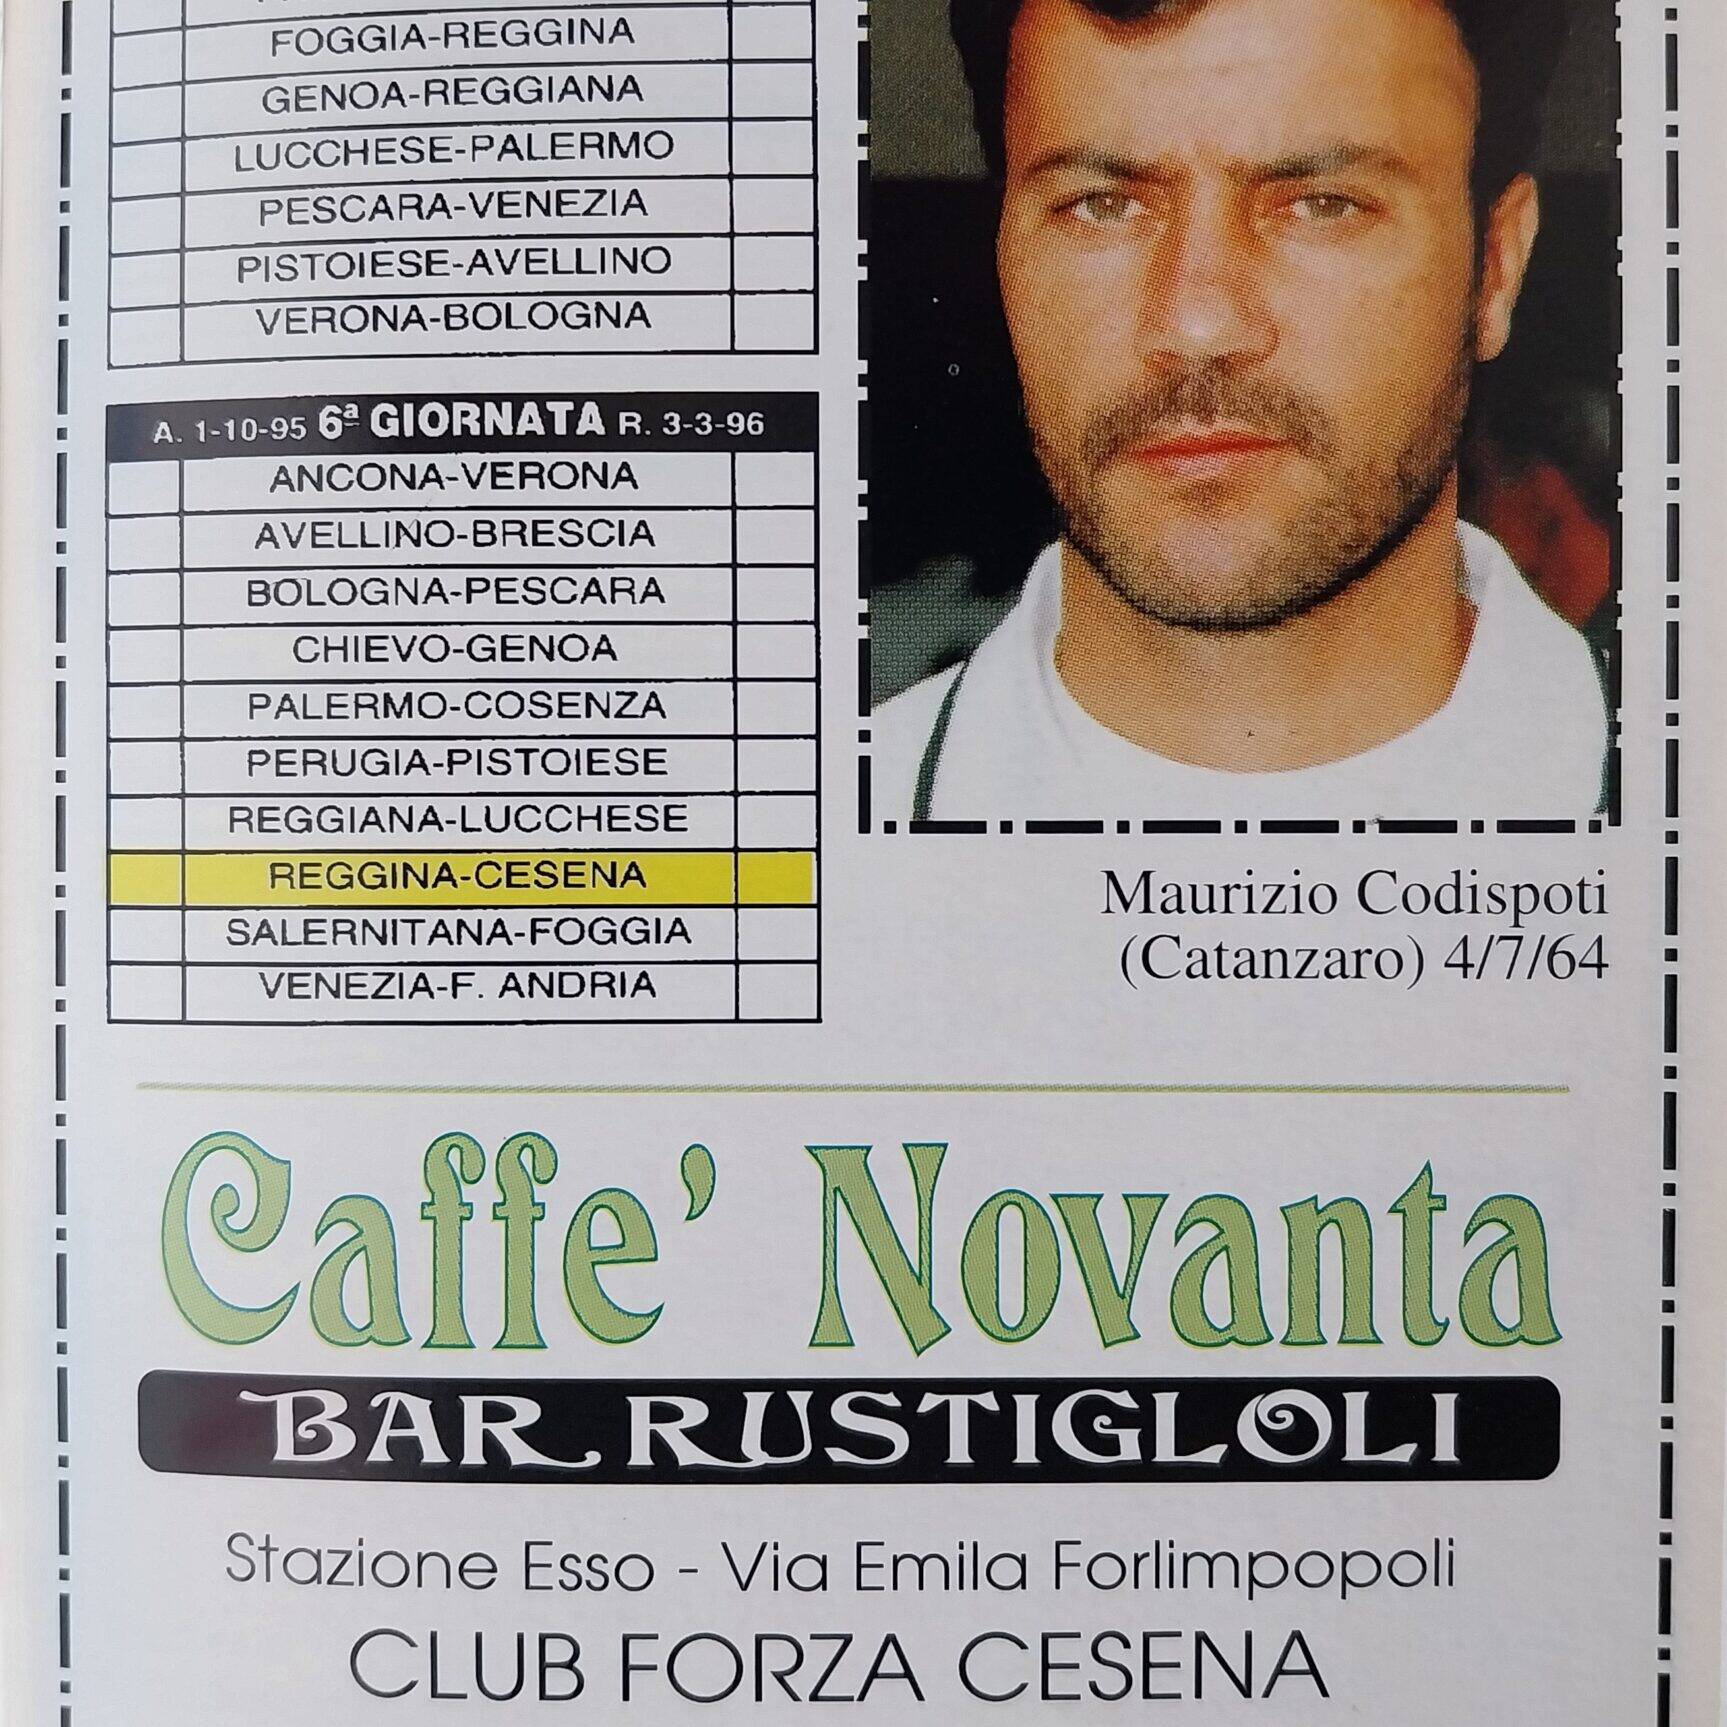 FOGGIA-REGGINA
GENOA-REGGIANA
LUCCHESE-PALERMO
PESCARA-VENEZIA
PISTOIESE-AVELLINO
VERONA-BOLOGNA
A. 1-10-95 6ª GIORNATA R. 3-3-96
ANCONA-VERONA
AVELLINO-BRESCIA
BOLOGNA-PESCARA
CHIEVO-GENOA
PALERMO-COSENZA
PERUGIA-PISTOIESE
REGGIANA-LUCCHESE
REGGINA-CESENA
SALERNITANA-FOGGIA
VENEZIA-F. ANDRIA
Maurizio Codispoti
(Catanzaro) 4/7/64
Caffe' Novanta
BAR RUSTIGLOLI
Stazione Esso - Via Emila Forlimpopoli
CLUB FORZA CESENA